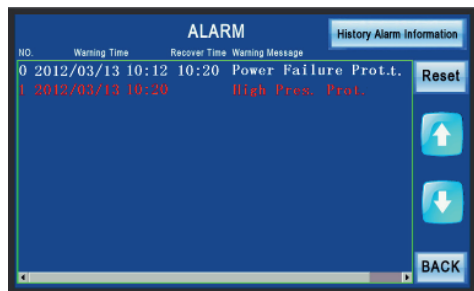 ALARM
History Alarm Information
NO. Warning Time Recover Time Warning Message
0 2012/03/13 10:12 10:20 Power Failure Prot.t.
1 2012/03/13 10:20 High Pres. Prot.
Reset
BACK